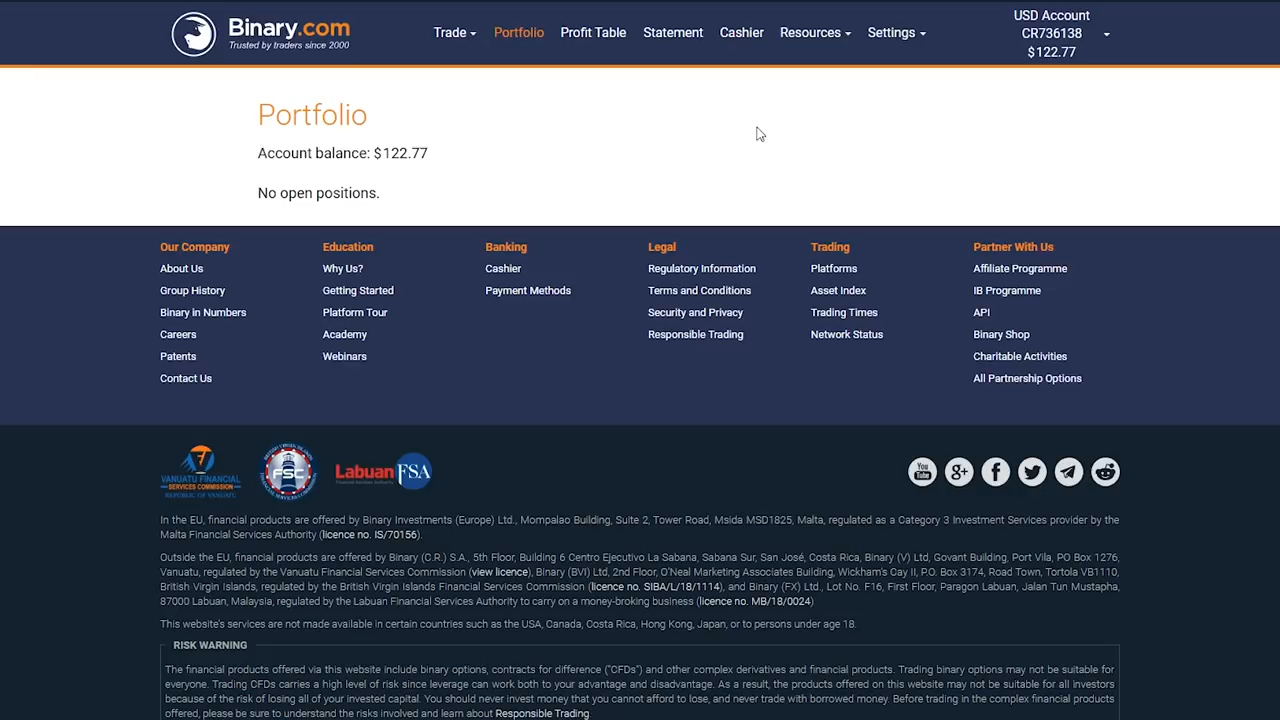 Binary.com
Trusted by traders since 2000
Trade Portfolio Profit Table Statement Cashier Resources Settings
USD Account
CR736138
$122.77
Portfolio
Account balance: $122.77
No open positions.
Our Company Education Banking Legal Trading Partner With Us
About Us Why Us? Cashier Regulatory Information Platforms Affiliate Programme
Group History Getting Started Payment Methods Terms and Conditions Asset Index IB Programme
Binary in Numbers Platform Tour Security and Privacy Trading Times API
Careers Academy Responsible Trading Network Status Binary Shop
Patents Webinars Charitable Activities
Contact Us All Partnership Options
VANUATU FINANCIAL
SERVICES COMMISSION
REPUBLIC OF VANUATU
FSC
Labuan FSA
You Tube g+ f
In the EU, financial products are offered by Binary Investments (Europe) Ltd., Mompalao Building, Suite 2, Tower Road, Msida MSD1825, Malta, regulated as a Category 3 Investment Services provider by the
Malta Financial Services Authority (licence no. IS/70156).
Outside the EU, financial products are offered by Binary (C.R.) S.A., 5th Floor, Building 6 Centro Ejecutivo La Sabana, Sabana Sur, San José, Costa Rica, Binary (V) Ltd, Govant Building, Port Vila, PO Box 1276,
Vanuatu, regulated by the Vanuatu Financial Services Commission (view licence), Binary (BVI) Ltd, 2nd Floor, O'Neal Marketing Associates Building, Wickham's Cay II, P.O. Box 3174, Road Town, Tortola VB1110,
British Virgin Islands, regulated by the British Virgin Islands Financial Services Commission (licence no. SIBA/L/18/1114), and Binary (FX) Ltd., Lot No. F16, First Floor, Paragon Labuan, Jalan Tun Mustapha,
87000 Labuan, Malaysia, regulated by the Labuan Financial Services Authority to carry on a money-broking business (licence no. MB/18/0024)
This website's services are not made available in certain countries such as the USA, Canada, Costa Rica, Hong Kong, Japan, or to persons under age 18.
RISK WARNING
The financial products offered via this website include binary options, contracts for difference ("CFDs") and other complex derivatives and financial products. Trading binary options may not be suitable for
everyone. Trading CFDs carries a high level of risk since leverage can work both to your advantage and disadvantage. As a result, the products offered on this website may not be suitable for all investors
because of the risk of losing all of your invested capital. You should never invest money that you cannot afford to lose, and never trade with borrowed money. Before trading in the complex financial products
offered, please be sure to understand the risks involved and learn about Responsible Trading.